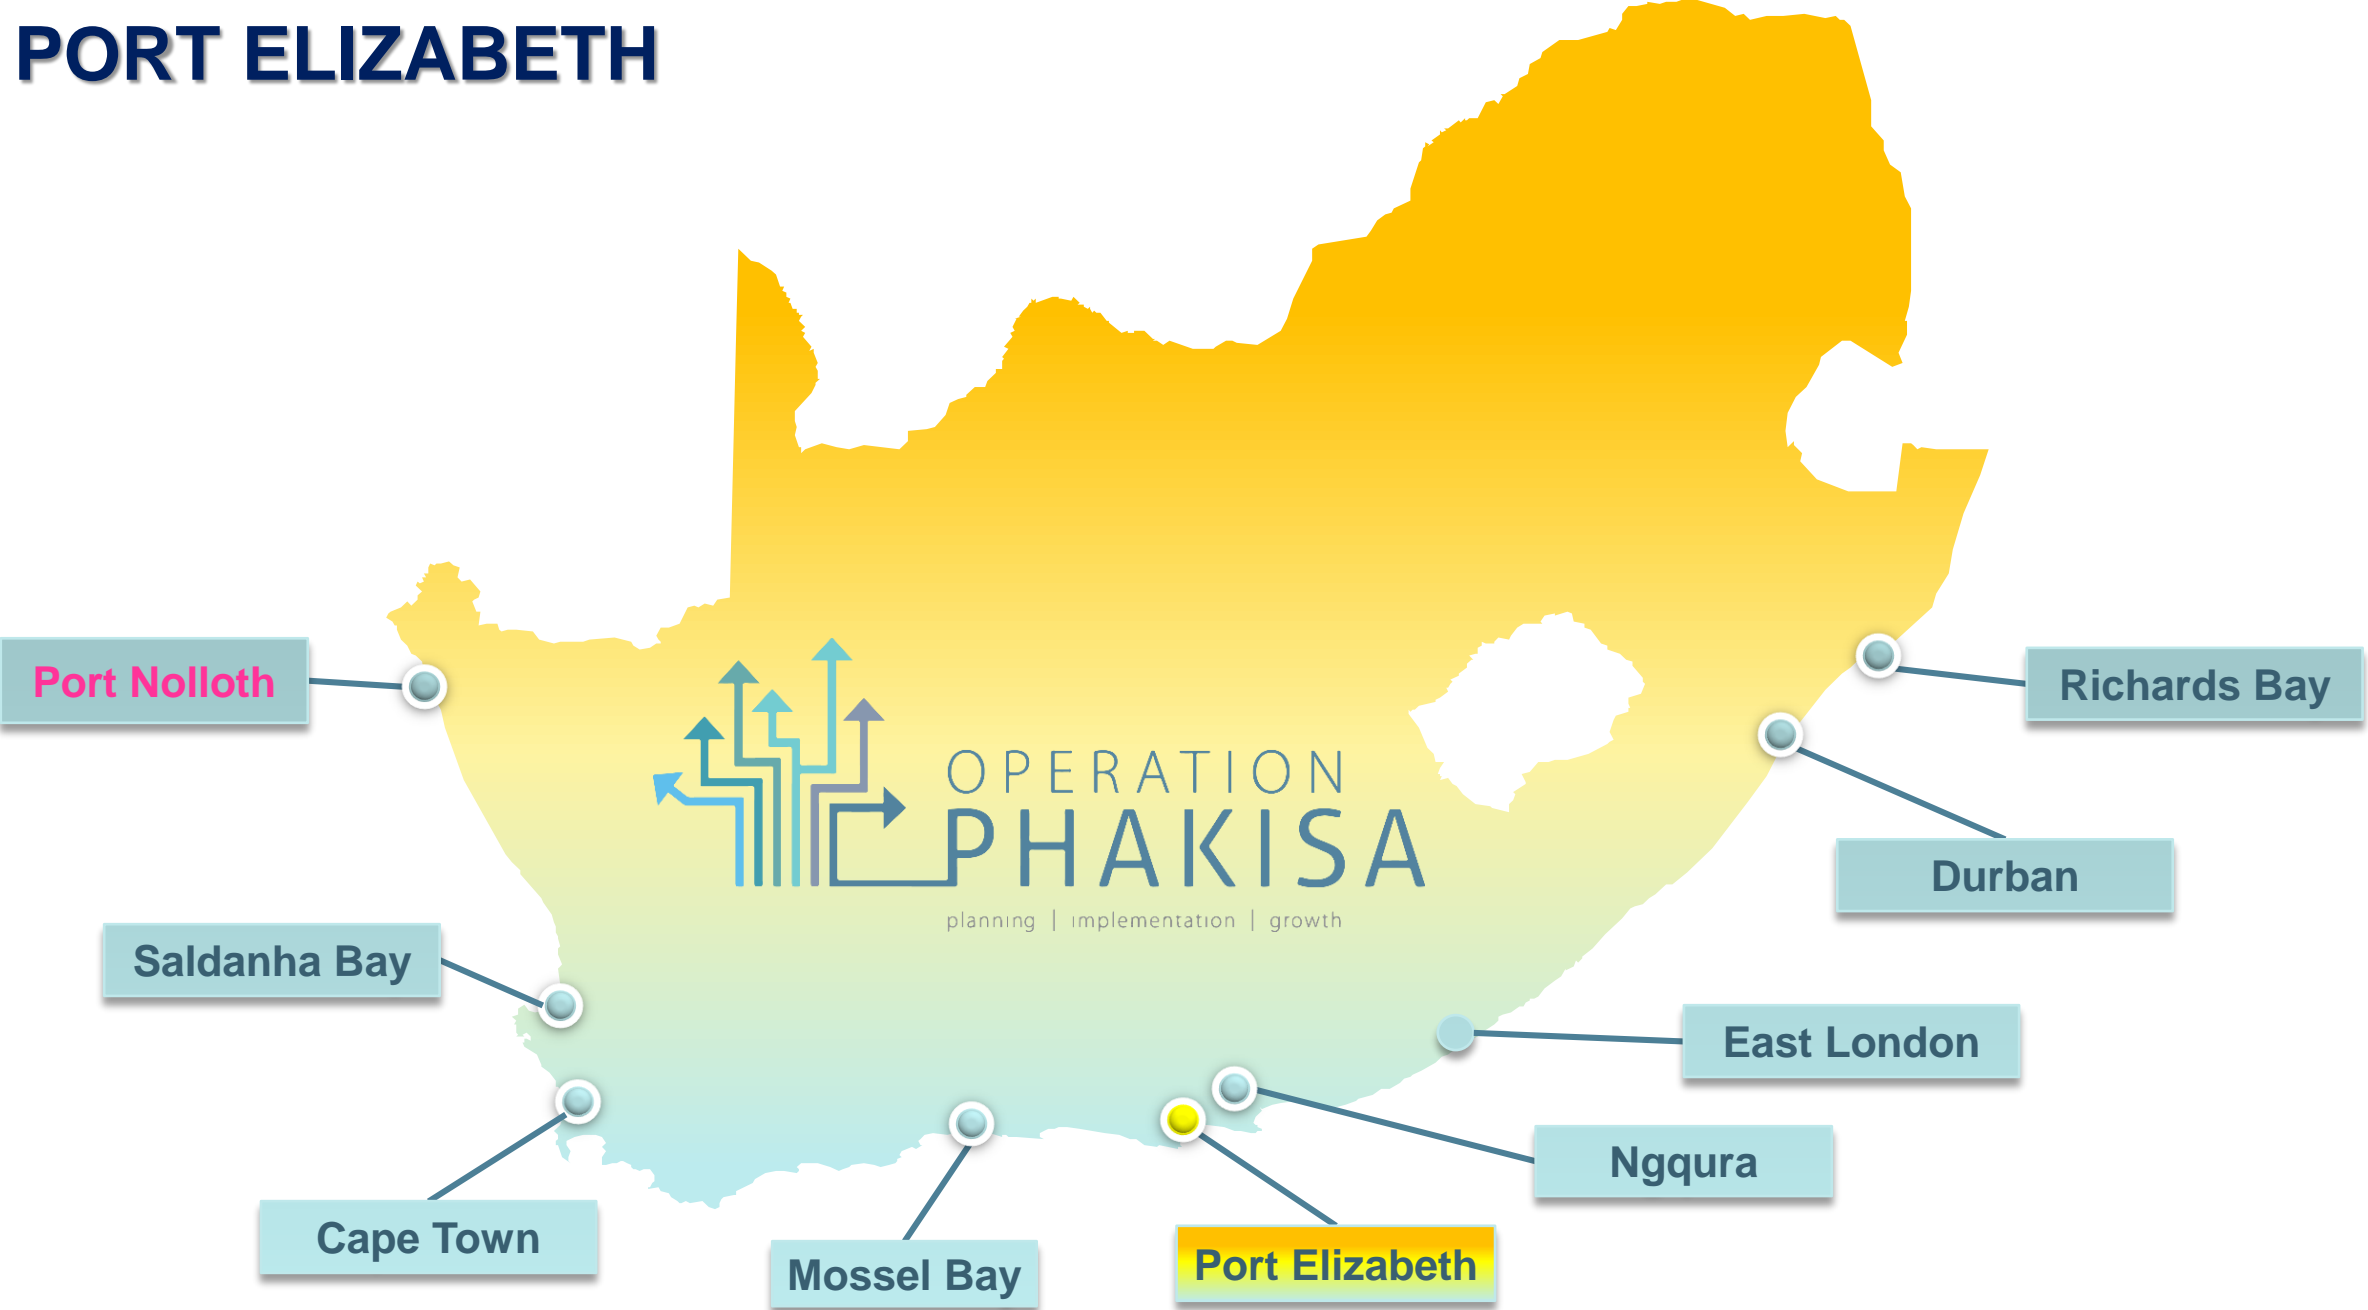 PORT ELIZABETH
OPERATION
PHAKISA
planning | implementation | growth
Port Nolloth
Richards Bay
Durban
Saldanha Bay
East London
Ngqura
Cape Town
Mossel Bay
Port Elizabeth